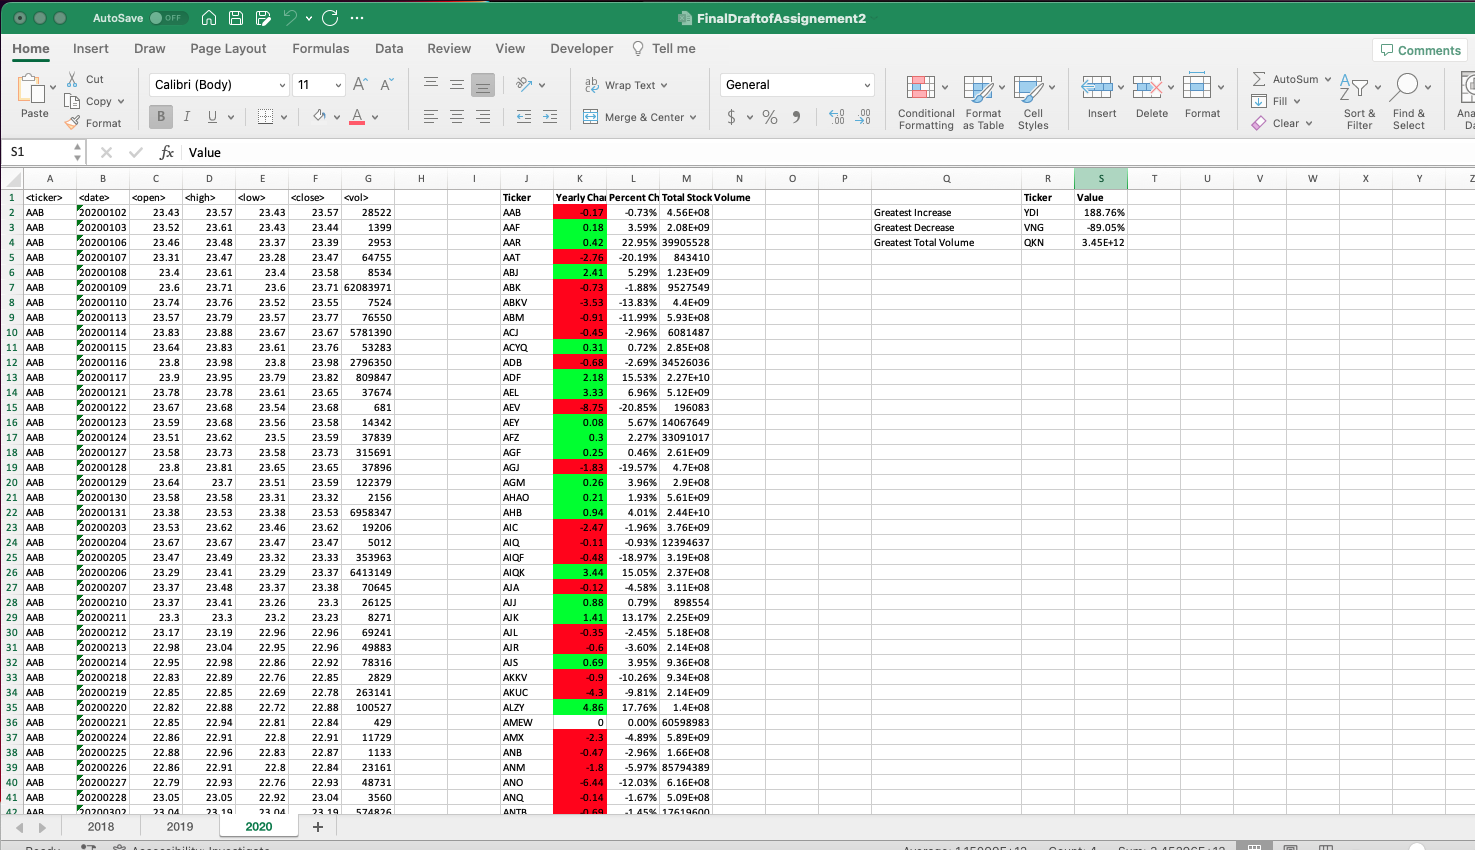 AutoSave OFF FinalDraftofAssignement2
Home Insert Draw Page Layout Formulas Data Review View Developer Tell me Comments
Paste Cut Copy Format Calibri (Body) 11 A A B I U A ab Wrap Text Merge & Center General $ % Conditional Formatting Format as Table Cell Styles Insert Delete Format AutoSum Fill Clear Sort & Filter Find & Select
S1 fx Value
A B C D E F G H I J K L M N O P Q R S T U V W X Y Z
1 <ticker> <date> <open> <high> <low> <close> <vol> Ticker Yearly Chan Percent Ch Total Stock Volume Ticker Value
2 AAB 20200102 23.43 23.57 23.43 23.57 28522 AAB -0.17 -0.73% 4.56E+08 Greatest Increase YDI 188.76%
3 AAB 20200103 23.52 23.61 23.43 23.44 1399 AAF 0.18 3.59% 2.08E+09 Greatest Decrease VNG -89.05%
4 AAB 20200106 23.46 23.48 23.37 23.39 2953 AAR 0.42 22.95% 39905528 Greatest Total Volume QKN 3.45E+12
5 AAB 20200107 23.31 23.47 23.28 23.47 64755 AAT -2.76 -20.19% 843410
6 AAB 20200108 23.4 23.61 23.4 23.58 8534 ABJ 2.41 5.29% 1.23E+09
7 AAB 20200109 23.6 23.71 23.6 23.71 62083971 ABK -0.73 -1.88% 9527549
8 AAB 20200110 23.74 23.76 23.52 23.55 7524 ABKV -3.53 -13.83% 4.4E+09
9 AAB 20200113 23.57 23.79 23.57 23.77 76550 ABM -0.91 -11.99% 5.93E+08
10 AAB 20200114 23.83 23.88 23.67 23.67 5781390 ACJ -0.45 -2.96% 6081487
11 AAB 20200115 23.64 23.83 23.61 23.76 53283 ACYQ 0.31 0.72% 2.85E+08
12 AAB 20200116 23.8 23.98 23.8 23.98 2796350 ADB -0.68 -2.69% 34526036
13 AAB 20200117 23.9 23.95 23.79 23.82 809847 ADF 2.18 15.53% 2.27E+10
14 AAB 20200121 23.78 23.78 23.61 23.65 37674 AEL 3.33 6.96% 5.12E+09
15 AAB 20200122 23.67 23.68 23.54 23.68 681 AEV -8.75 -20.85% 196083
16 AAB 20200123 23.59 23.68 23.56 23.58 14342 AEY 0.08 5.67% 14067649
17 AAB 20200124 23.51 23.62 23.5 23.59 37839 AFZ 0.3 2.27% 33091017
18 AAB 20200127 23.58 23.73 23.58 23.73 315691 AGF 0.25 0.46% 2.61E+09
19 AAB 20200128 23.8 23.81 23.65 23.65 37896 AGJ -1.83 -19.57% 4.7E+08
20 AAB 20200129 23.64 23.7 23.51 23.59 122379 AGM 0.26 3.96% 2.9E+08
21 AAB 20200130 23.58 23.58 23.31 23.32 2156 AHAO 0.21 1.93% 5.61E+09
22 AAB 20200131 23.38 23.53 23.38 23.53 6958347 AHB 0.94 4.01% 2.44E+10
23 AAB 20200203 23.53 23.62 23.46 23.62 19206 AIC -2.47 -1.96% 3.76E+09
24 AAB 20200204 23.67 23.67 23.47 23.47 5012 AIQ -0.11 -0.93% 12394637
25 AAB 20200205 23.47 23.49 23.32 23.33 353963 AIQF -0.48 -18.97% 3.19E+08
26 AAB 20200206 23.29 23.41 23.29 23.37 6413149 AIQK 3.44 15.05% 2.37E+08
27 AAB 20200207 23.37 23.48 23.37 23.38 70645 AJA -0.12 -4.58% 3.11E+08
28 AAB 20200210 23.37 23.41 23.26 23.3 26125 AJJ 0.88 0.79% 898554
29 AAB 20200211 23.3 23.3 23.2 23.23 8271 AJK 1.41 13.17% 2.25E+09
30 AAB 20200212 23.17 23.19 22.96 22.96 69241 AJL -0.35 -2.45% 5.18E+08
31 AAB 20200213 22.98 23.04 22.95 22.96 49883 AJR -0.6 -3.60% 2.14E+08
32 AAB 20200214 22.95 22.98 22.86 22.92 78316 AJS 0.69 3.95% 9.36E+08
33 AAB 20200218 22.83 22.89 22.76 22.85 2829 AKKV -0.9 -10.26% 9.34E+08
34 AAB 20200219 22.85 22.85 22.69 22.78 263141 AKUC -4.3 -9.81% 2.14E+09
35 AAB 20200220 22.82 22.88 22.72 22.88 100527 ALZY 4.86 17.76% 1.4E+08
36 AAB 20200221 22.85 22.94 22.81 22.84 429 AMEW 0 0.00% 60598983
37 AAB 20200224 22.86 22.91 22.8 22.91 11729 AMX -2.3 -4.89% 5.89E+09
38 AAB 20200225 22.88 22.96 22.83 22.87 1133 ANB -0.47 -2.96% 1.66E+08
39 AAB 20200226 22.86 22.91 22.8 22.84 23161 ANM -1.8 -5.97% 85794389
40 AAB 20200227 22.79 22.93 22.76 22.93 48731 ANO -6.44 -12.03% 6.16E+08
41 AAB 20200228 23.05 23.05 22.92 23.04 3560 ANQ -0.14 -1.67% 5.09E+08
42 AAB 20200302 23.04 23.19 23.04 23.19 574826 ANTB -0.69 -1.45% 17619600
2018 2019 2020 +